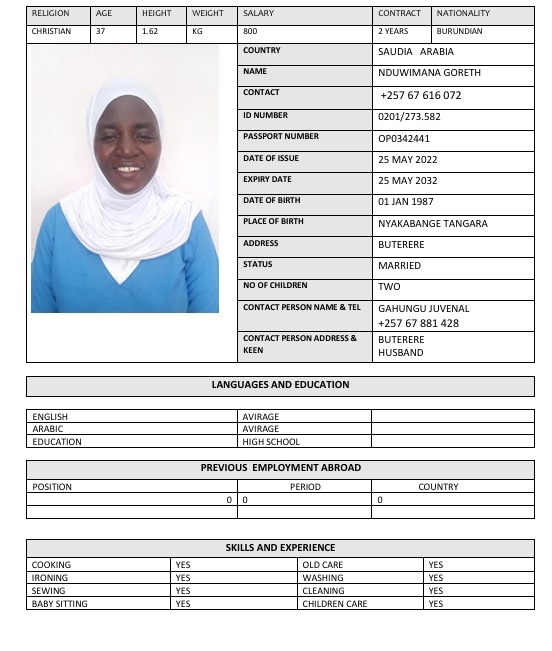 RELIGION AGE HEIGHT WEIGHT SALARY CONTRACT NATIONALITY
CHRISTIAN 37 1.62 KG 800 2 YEARS BURUNDIAN
COUNTRY SAUDIA ARABIA
NAME NDUWIMANA GORETH
CONTACT +257 67 616 072
ID NUMBER 0201/273.582
PASSPORT NUMBER OP0342441
DATE OF ISSUE 25 MAY 2022
EXPIRY DATE 25 MAY 2032
DATE OF BIRTH 01 JAN 1987
PLACE OF BIRTH NYAKABANGE TANGARA
ADDRESS BUTERERE
STATUS MARRIED
NO OF CHILDREN TWO
CONTACT PERSON NAME & TEL GAHUNGU JUVENAL
+257 67 881 428
CONTACT PERSON ADDRESS & BUTERERE
KEEN HUSBAND
LANGUAGES AND EDUCATION
ENGLISH AVIRAGE
ARABIC AVIRAGE
EDUCATION HIGH SCHOOL
PREVIOUS EMPLOYMENT ABROAD
POSITION PERIOD COUNTRY
0 0 0
SKILLS AND EXPERIENCE
COOKING YES OLD CARE YES
IRONING YES WASHING YES
SEWING YES CLEANING YES
BABY SITTING YES CHILDREN CARE YES